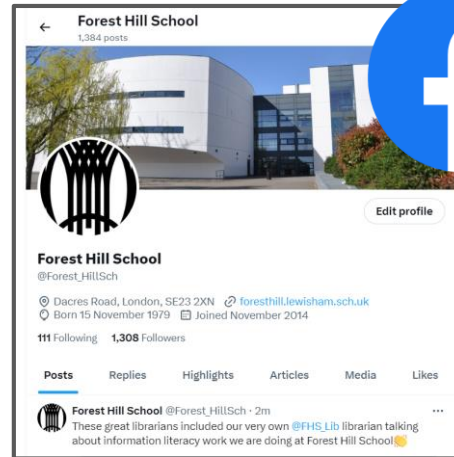 Forest Hill School
1,384 posts
Edit profile
Forest Hill School
@Forest_HillSch
Dacres Road, London, SE23 2XN foresthill.lewisham.sch.uk
Born 15 November 1979 Joined November 2014
111 Following 1,308 Followers
Posts Replies Highlights Articles Media Likes
Forest Hill School @Forest_HillSch · 2m
These great librarians included our very own @FHS_Lib librarian talking
about information literacy work we are doing at Forest Hill School👏